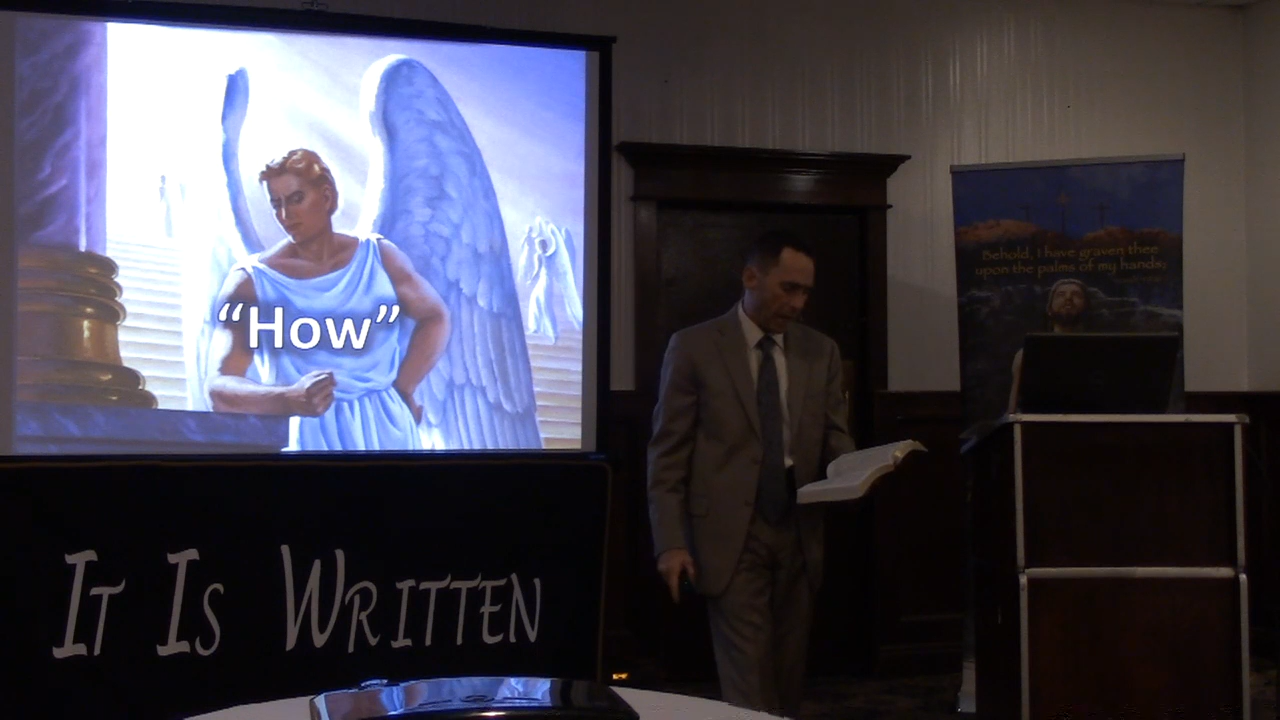 “How”
Behold, I have graven thee
upon the palms of my hands;
It Is Written